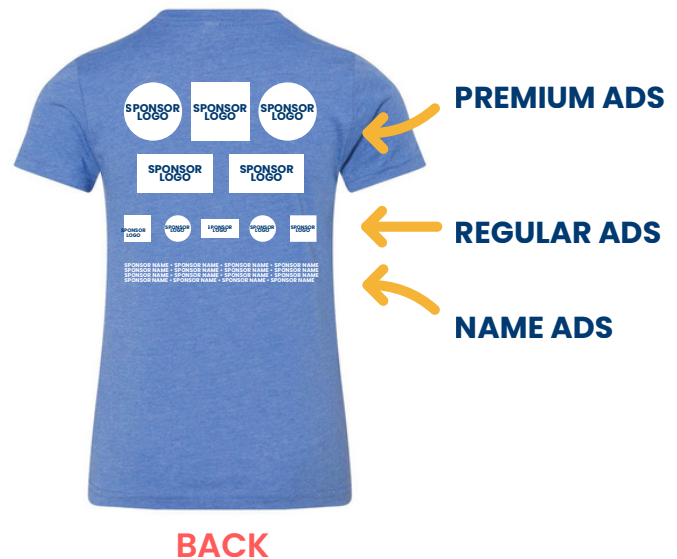 SPONSOR LOGO SPONSOR LOGO SPONSOR LOGO
PREMIUM ADS
SPONSOR LOGO SPONSOR LOGO
SPONSOR LOGO SPONSOR LOGO SPONSOR LOGO SPONSOR LOGO SPONSOR LOGO
REGULAR ADS
SPONSOR NAME • SPONSOR NAME • SPONSOR NAME • SPONSOR NAME
SPONSOR NAME • SPONSOR NAME • SPONSOR NAME • SPONSOR NAME
SPONSOR NAME • SPONSOR NAME • SPONSOR NAME • SPONSOR NAME
SPONSOR NAME • SPONSOR NAME • SPONSOR NAME • SPONSOR NAME
NAME ADS
BACK